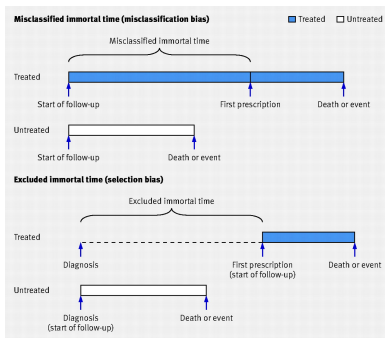 Misclassified immortal time (misclassification bias)
Treated
Untreated
Misclassified immortal time
Treated
Start of follow-up
First prescription
Death or event
Untreated
Start of follow-up
Death or event
Excluded immortal time (selection bias)
Excluded immortal time
Treated
Diagnosis
First prescription
(start of follow-up)
Death or event
Untreated
Diagnosis
(start of follow-up)
Death or event